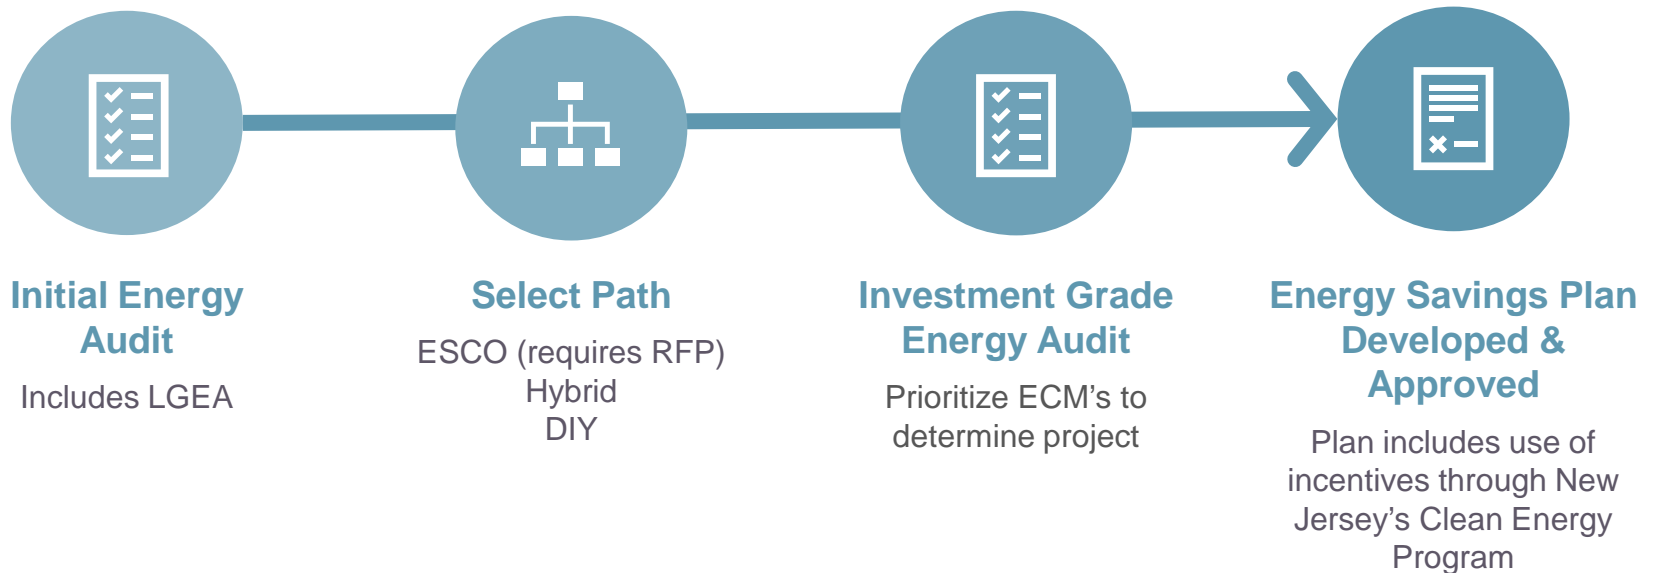 Initial Energy
Audit
Includes LGEA
Select Path
ESCO (requires RFP)
Hybrid
DIY
Investment Grade
Energy Audit
Prioritize ECM’s to
determine project
Energy Savings Plan
Developed &
Approved
Plan includes use of
incentives through New
Jersey’s Clean Energy
Program